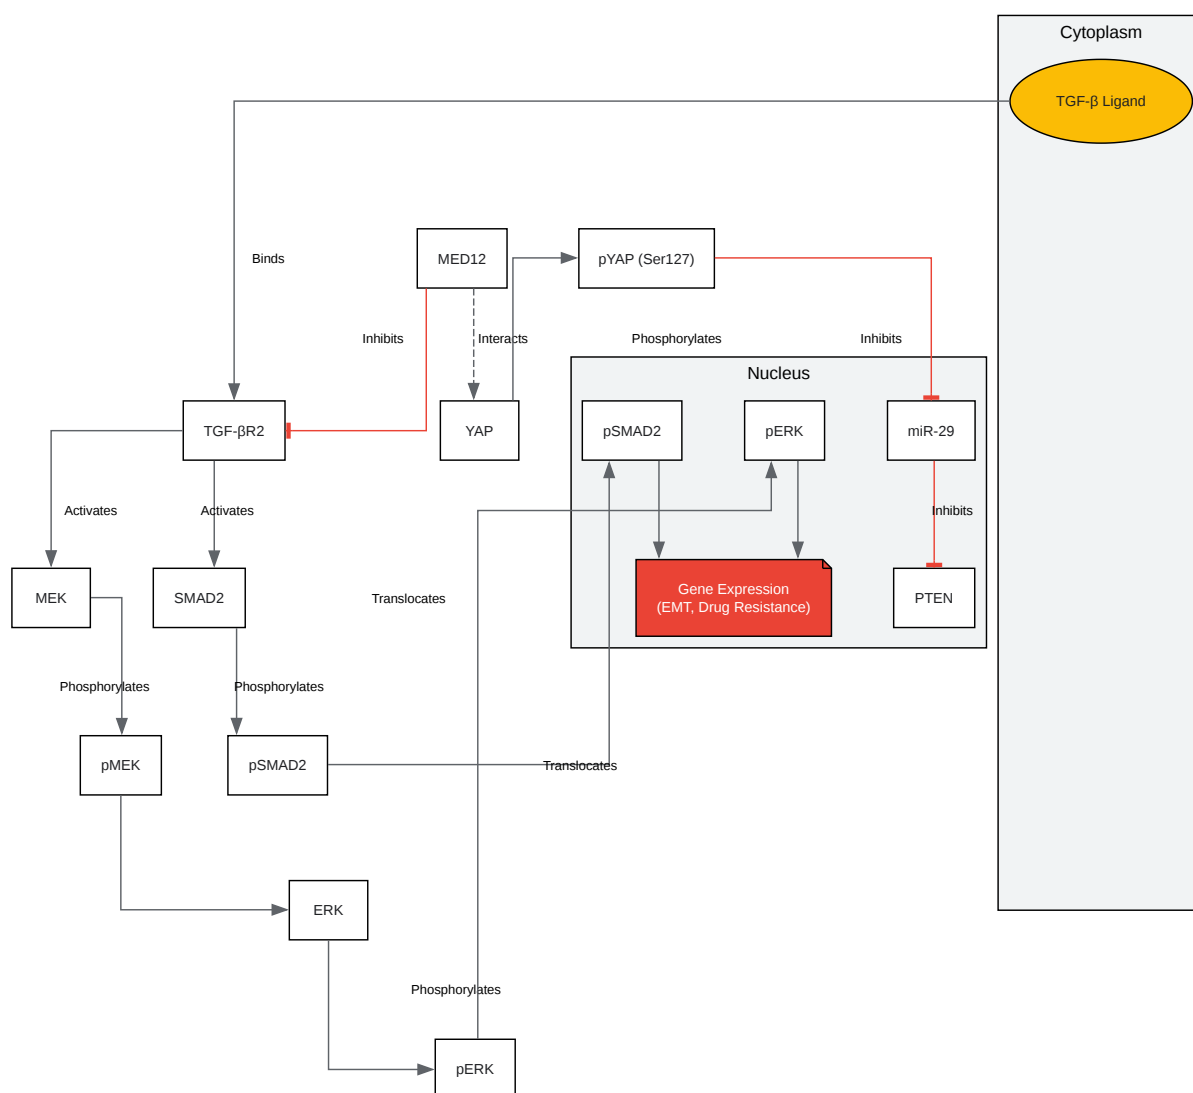 Cytoplasm
TGF-β Ligand
Binds
MED12
pYAP (Ser127)
Inhibits
Interacts
Phosphorylates
Inhibits
Nucleus
TGF-βR2
YAP
pSMAD2
pERK
miR-29
Activates
Activates
Inhibits
MEK
SMAD2
Translocates
Gene Expression
(EMT, Drug Resistance)
PTEN
Phosphorylates
Phosphorylates
pMEK
pSMAD2
Translocates
ERK
Phosphorylates
pERK